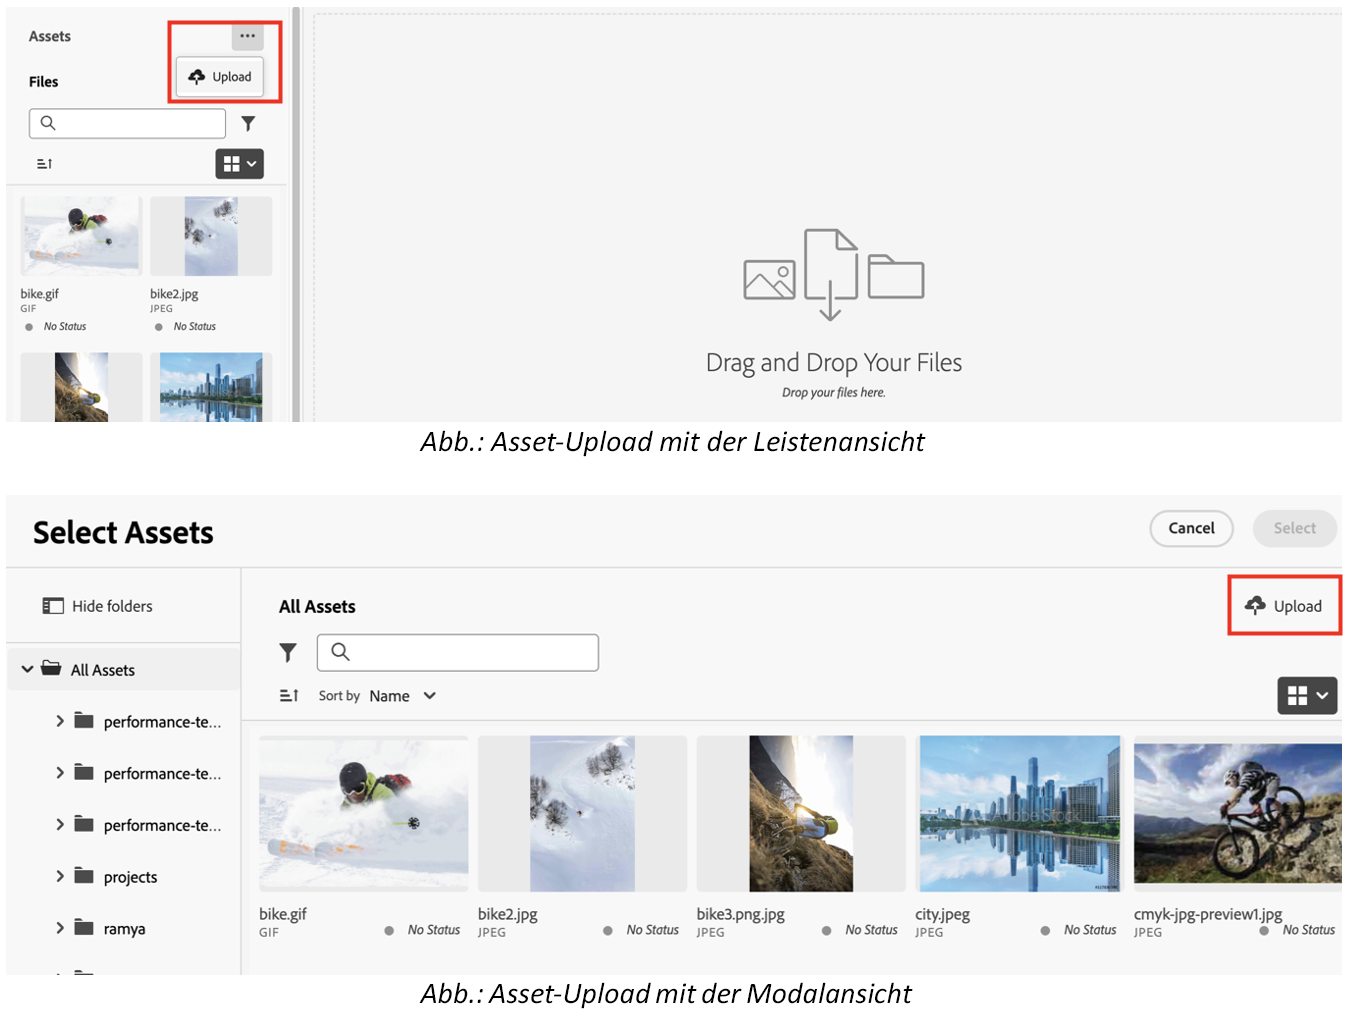 Assets
...
Upload
Files
bike.gif
GIF
No Status
bike2.jpg
JPEG
No Status
Drag and Drop Your Files
Drop your files here.
Abb.: Asset-Upload mit der Leistenansicht
Select Assets
Cancel
Select
Hide folders
All Assets
performance-te...
performance-te...
performance-te...
projects
ramya
All Assets
Upload
Sort by Name
bike.gif
GIF
No Status
bike2.jpg
JPEG
No Status
bike3.png.jpg
JPEG
No Status
Adobe Stock
city.jpeg
JPEG
No Status
cmyk-jpg-preview1.jpg
JPEG
No Status
Abb.: Asset-Upload mit der Modalansicht